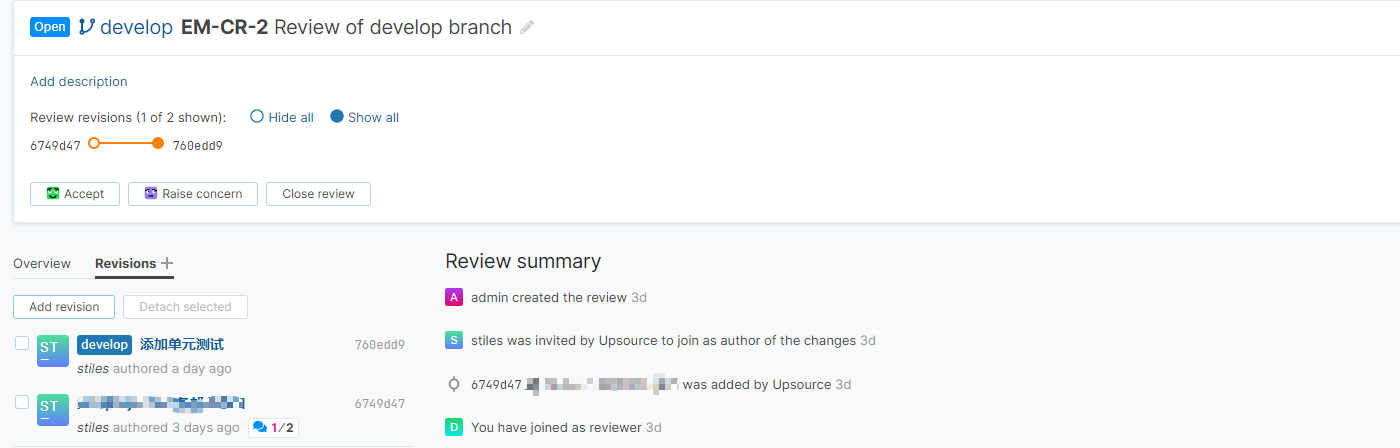 Open develop EM-CR-2 Review of develop branch
Add description
Review revisions (1 of 2 shown): Hide all Show all
6749d47 760edd9
Accept Raise concern Close review
Overview Revisions
Add revision Detach selected
ST develop 添加单元测试 760edd9
stiles authored a day ago
ST 6749d47
stiles authored 3 days ago 1/2
Review summary
A admin created the review 3d
S stiles was invited by Upsource to join as author of the changes 3d
6749d47 was added by Upsource 3d
D You have joined as reviewer 3d